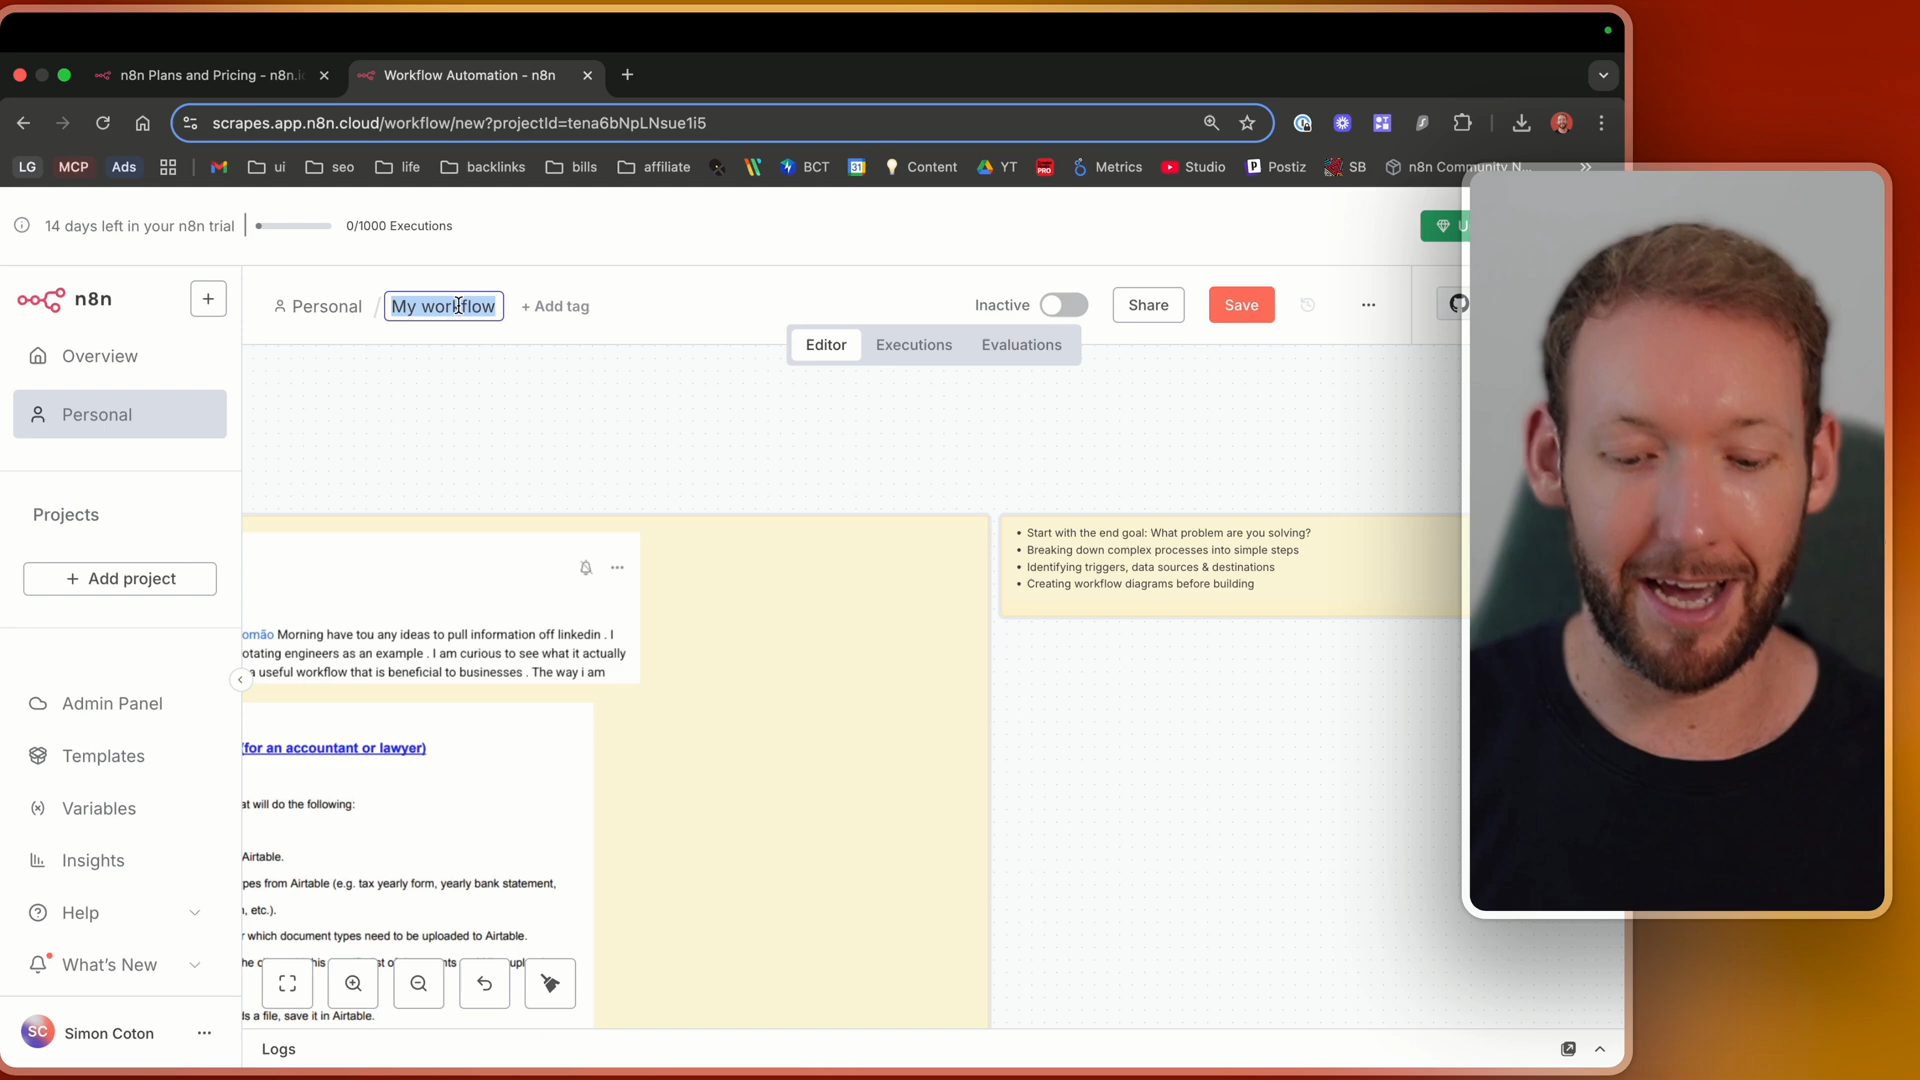 n8n Plans and Pricing - n8n.i
Workflow Automation - n8n
scrapes.app.n8n.cloud/workflow/new?projectId=tena6bNpLNsue1i5
LG
MCP
Ads
ui
seo
life
backlinks
bills
affiliate
BCT
31
Content
YT
PRO
Metrics
Studio
Postiz
SB
n8n Community N...
14 days left in your n8n trial
0/1000 Executions
U
n8n
Personal / My workflow
+ Add tag
Inactive
Share
Save
Editor
Executions
Evaluations
Overview
Personal
Projects
+ Add project
Admin Panel
Templates
Variables
Insights
Help
What's New
SC
Simon Coton
omão Morning have tou any ideas to pull information off linkedin . I
otating engineers as an example . I am curious to see what it actually
a useful workflow that is beneficial to businesses . The way i am
(for an accountant or lawyer)
at will do the following:
Airtable.
pes from Airtable (e.g. tax yearly form, yearly bank statement,
, etc.).
r which document types need to be uploaded to Airtable.
ds a file, save it in Airtable.
• Start with the end goal: What problem are you solving?
• Breaking down complex processes into simple steps
• Identifying triggers, data sources & destinations
• Creating workflow diagrams before building
Logs